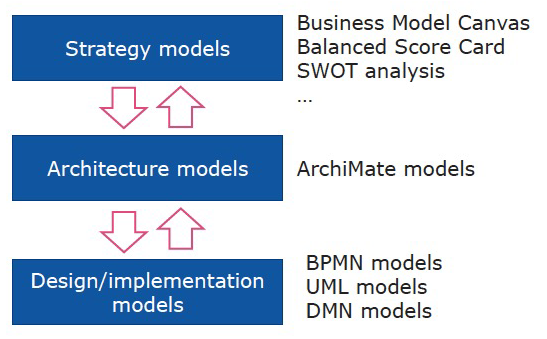 Strategy models
Business Model Canvas
Balanced Score Card
SWOT analysis
...
Architecture models
ArchiMate models
Design/implementation
models
BPMN models
UML models
DMN models